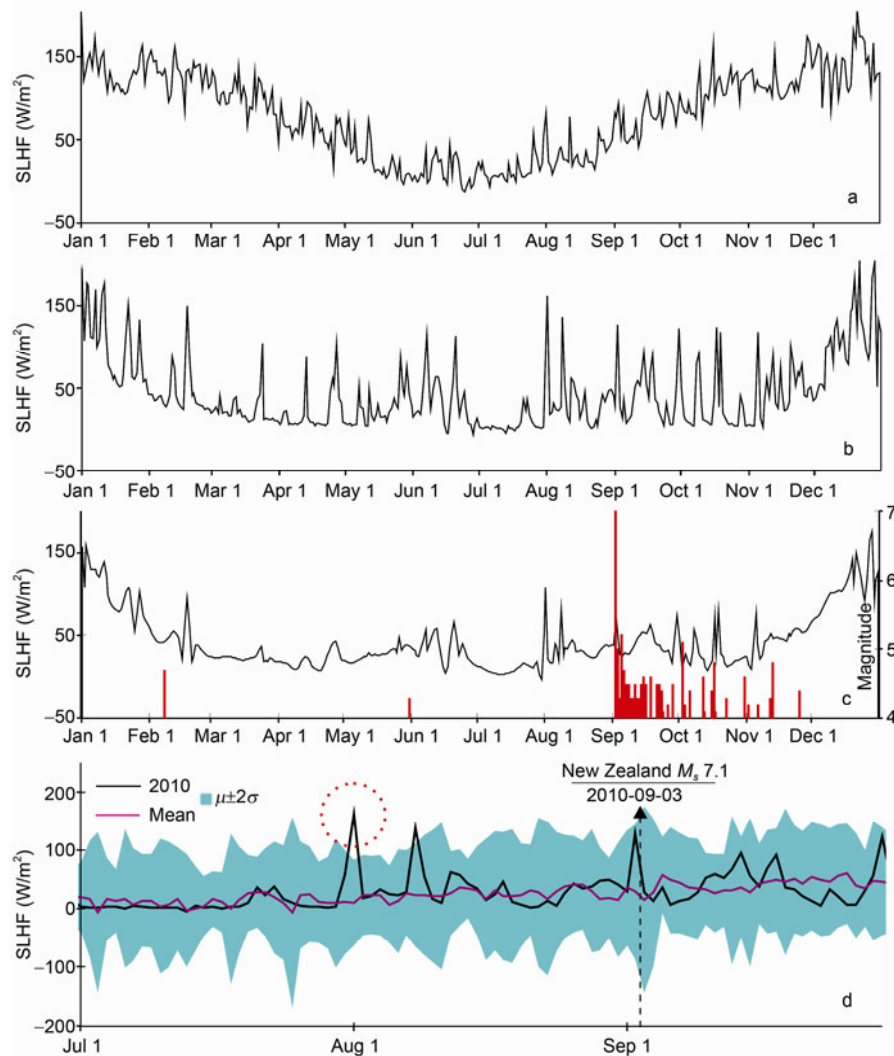 SLHF (W/m²)
150
50
−50
a
Jan 1 Feb 1 Mar 1 Apr 1 May 1 Jun 1 Jul 1 Aug 1 Sep 1 Oct 1 Nov 1 Dec 1
SLHF (W/m²)
150
50
−50
b
Jan 1 Feb 1 Mar 1 Apr 1 May 1 Jun 1 Jul 1 Aug 1 Sep 1 Oct 1 Nov 1 Dec 1
SLHF (W/m²)
150
50
−50
7
6
5
4
Magnitude
c
Jan 1 Feb 1 Mar 1 Apr 1 May 1 Jun 1 Jul 1 Aug 1 Sep 1 Oct 1 Nov 1 Dec 1
SLHF (W/m²)
200
100
0
−100
−200
2010
μ±2σ
Mean
New Zealand Mₛ 7.1
2010-09-03
d
Jul 1 Aug 1 Sep 1